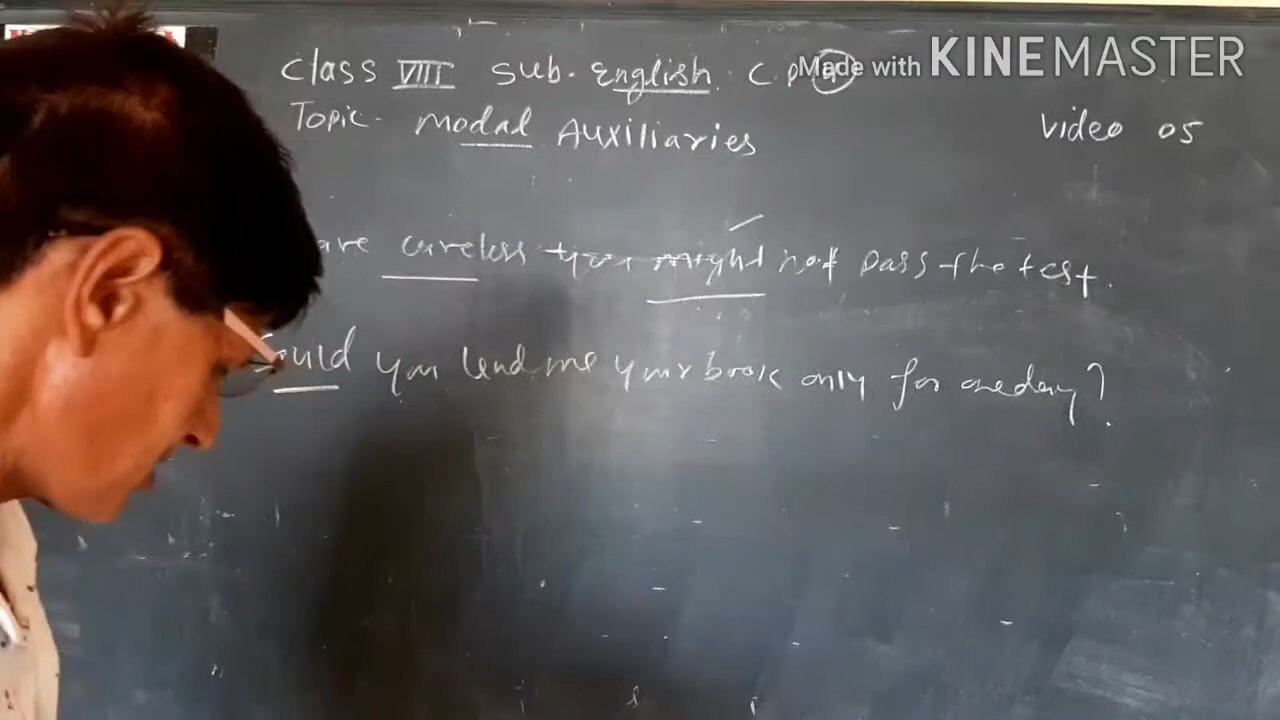 Class VIII Sub. English. C.P.
Made with KINEMASTER
Topic. Modal Auxiliaries
Video 05
are careless you might not pass the test.
Could you lend me your book only for one day?